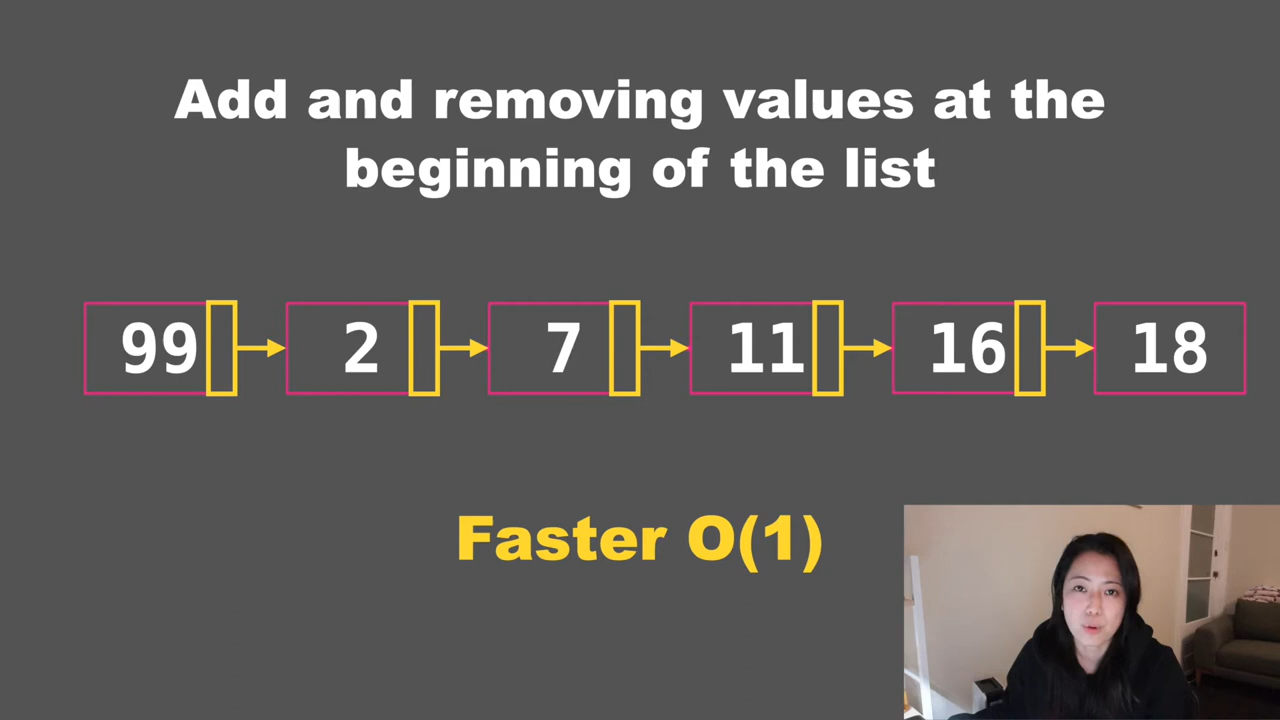 Add and removing values at the
beginning of the list
99 2 7 11 16 18
Faster O(1)